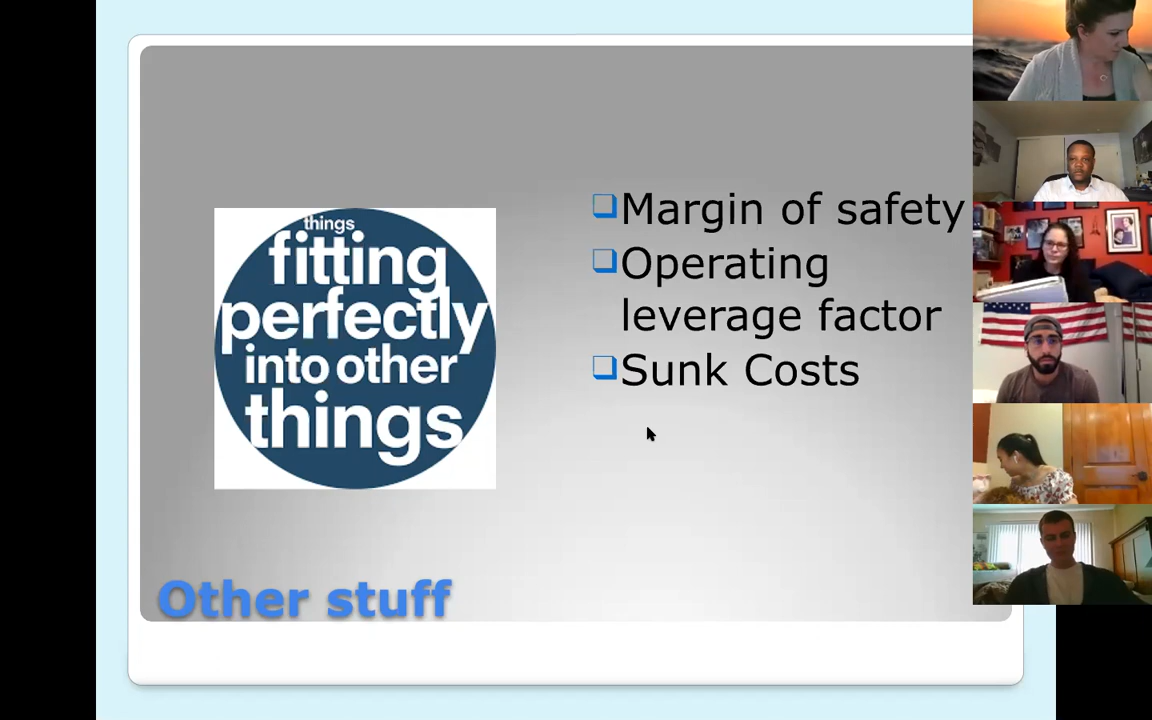 things
fitting
perfectly
into other
things
Margin of safety
Operating
leverage factor
Sunk Costs
Other stuff